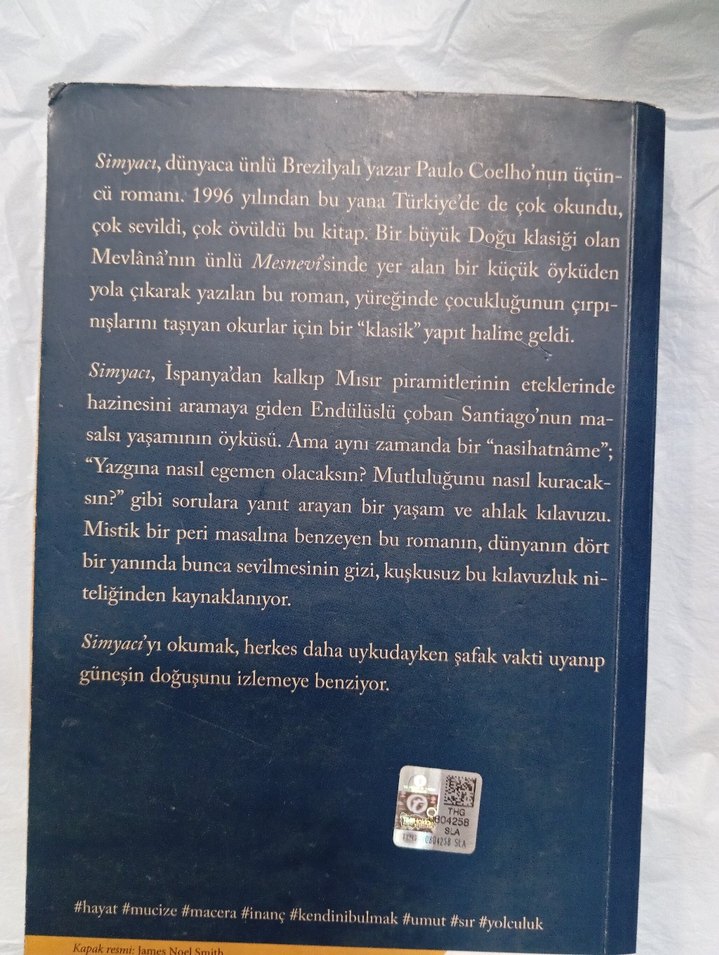 Simyacı, dünyaca ünlü Brezilyalı yazar Paulo Coelho’nun üçün-
cü romanı. 1996 yılından bu yana Türkiye’de de çok okundu,
çok sevildi, çok övüldü bu kitap. Bir büyük Doğu klasiği olan
Mevlânâ’nın ünlü Mesnevî’sinde yer alan bir küçük öyküden
yola çıkarak yazılan bu roman, yüreğinde çocukluğunun çırpı-
nışlarını taşıyan okurlar için bir “klasik” yapıt haline geldi.
Simyacı, İspanya’dan kalkıp Mısır piramitlerinin eteklerinde
hazinesini aramaya giden Endülüslü çoban Santiago’nun ma-
salsı yaşamının öyküsü. Ama aynı zamanda bir “nasihatnâme”;
“Yazgına nasıl egemen olacaksın? Mutluluğunu nasıl kuracak-
sın?” gibi sorulara yanıt arayan bir yaşam ve ahlak kılavuzu.
Mistik bir peri masalına benzeyen bu romanın, dünyanın dört
bir yanında bunca sevilmesinin gizi, kuşkusuz bu kılavuzluk ni-
teliğinden kaynaklanıyor.
Simyacı’yı okumak, herkes daha uykudayken şafak vakti uyanıp
güneşin doğuşunu izlemeye benziyor.
THG
0804258
SLA
0804258 SLA
#hayat #mucize #macera #inanç #kendinibulmak #umut #sır #yolculuk
Kapak resmi: James Noel Smith